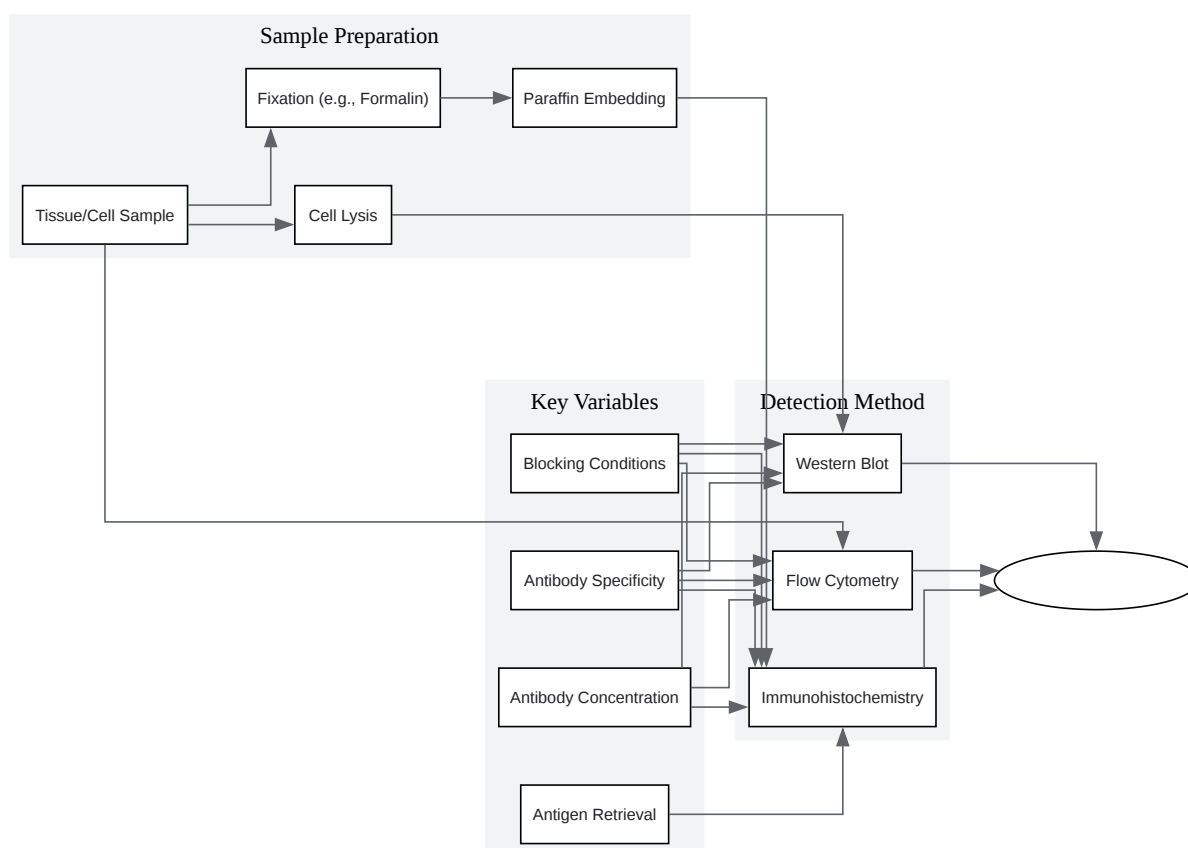 Sample Preparation
Fixation (e.g., Formalin)
Paraffin Embedding
Tissue/Cell Sample
Cell Lysis
Key Variables
Detection Method
Blocking Conditions
Western Blot
Antibody Specificity
Flow Cytometry
Antibody Concentration
Immunohistochemistry
Antigen Retrieval